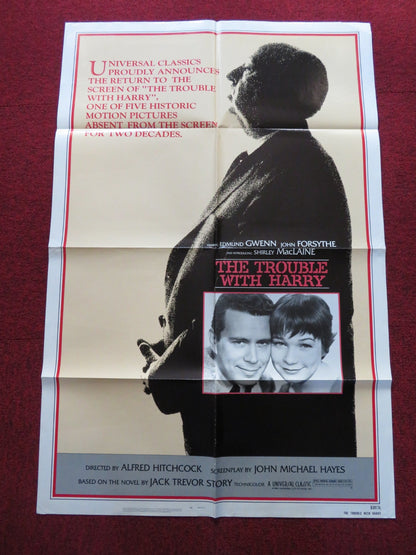 UNIVERSAL CLASSICS
PROUDLY ANNOUNCES
THE RETURN TO THE
SCREEN OF "THE TROUBLE
WITH HARRY",
ONE OF FIVE HISTORIC
MOTION PICTURES
ABSENT FROM THE SCREEN
FOR TWO DECADES.
EDMUND GWENN JOHN FORSYTHE
AND INTRODUCING SHIRLEY MacLAINE
THE TROUBLE
WITH HARRY
DIRECTED BY ALFRED HITCHCOCK SCREENPLAY BY JOHN MICHAEL HAYES
BASED ON THE NOVEL BY JACK TREVOR STORY TECHNICOLOR A UNIVERSAL CLASSIC
THE TROUBLE WITH HARRY